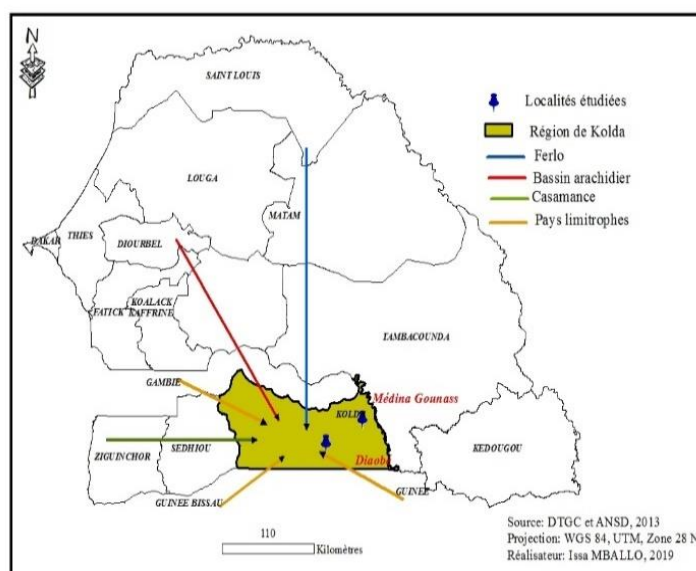 N
SAINT LOUIS
LOUGA
MATAM
DAKAR
THIES
DIOURBEL
FATICK
KOALACK
KAFFRINE
TAMBACOUNDA
GAMBIE
KOLD
Médina Gounass
ZIGUINCHOR
SEDHIOU
Diaobe
KEDOUGOU
GUINEE BISSAU
GUINEE
Localités étudiées
Région de Kolda
Ferlo
Bassin arachidier
Casamance
Pays limitrophes
110
Kilomètres
Source: DTGC et ANSD, 2013
Projection: WGS 84, UTM, Zone 28 N
Réalisateur: Issa MBALLO, 2019